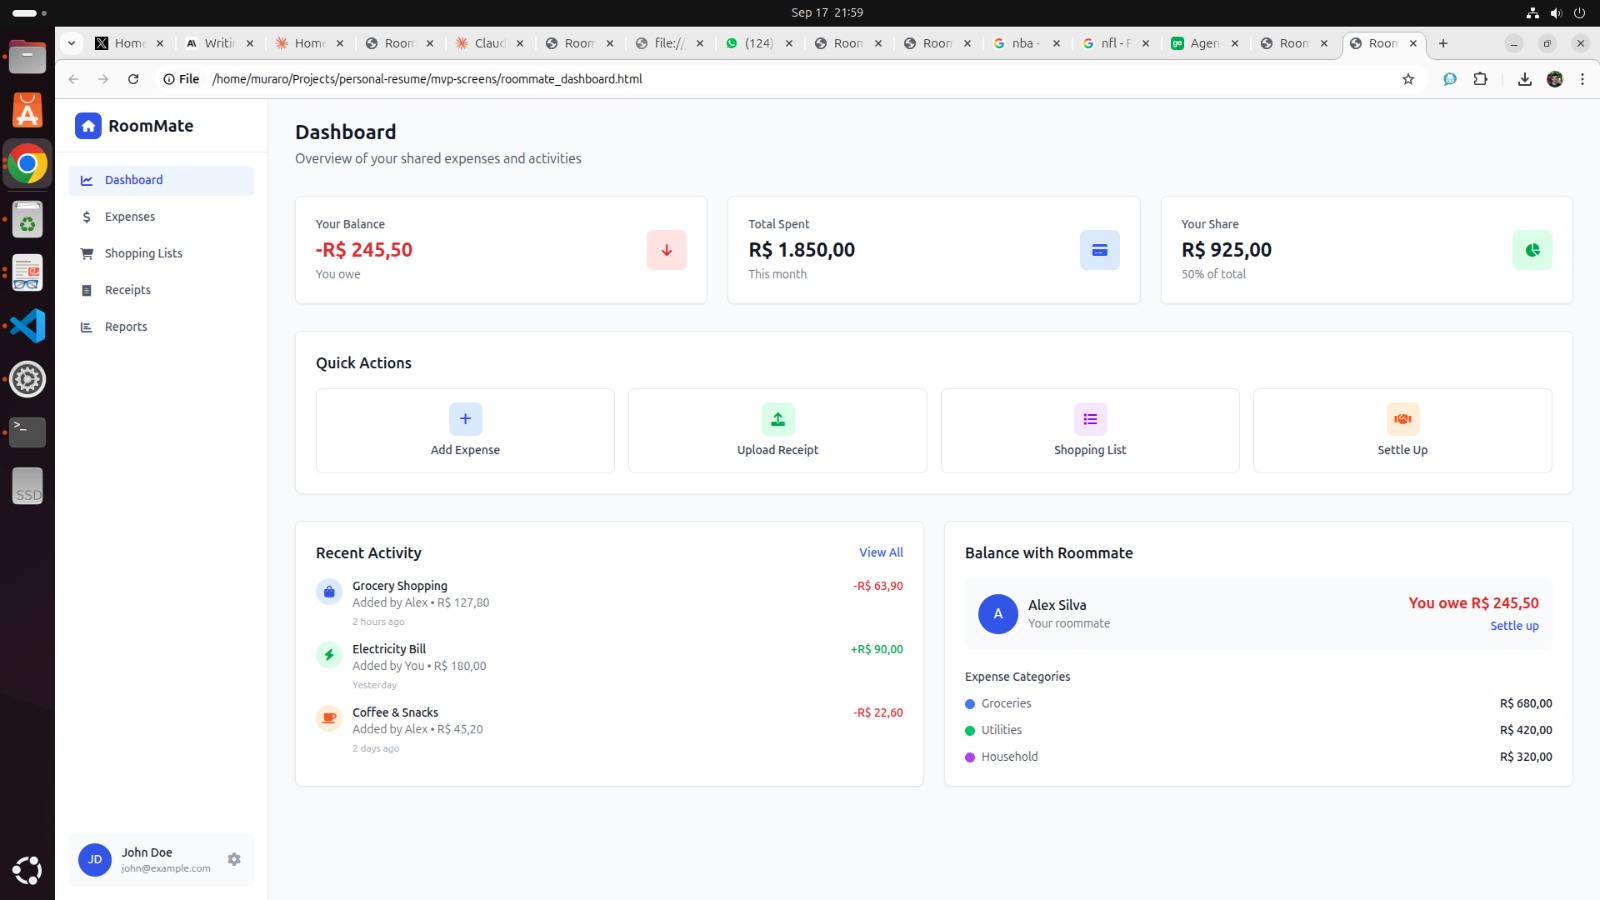 Sep 17 21:59
Home
Writi
Home
Room
Claud
Room
file://
(124)
Room
Room
nba -
nfl - F
Agen
Room
Room
File
/home/muraro/Projects/personal-resume/mvp-screens/roommate_dashboard.html
RoomMate
Dashboard
Expenses
Shopping Lists
Receipts
Reports
JD
John Doe
john@example.com
SSD
Dashboard
Overview of your shared expenses and activities
Your Balance
-R$ 245,50
You owe
Total Spent
R$ 1.850,00
This month
Your Share
R$ 925,00
50% of total
Quick Actions
Add Expense
Upload Receipt
Shopping List
Settle Up
Recent Activity
View All
Grocery Shopping
-R$ 63,90
Added by Alex • R$ 127,80
2 hours ago
Electricity Bill
+R$ 90,00
Added by You • R$ 180,00
Yesterday
Coffee & Snacks
-R$ 22,60
Added by Alex • R$ 45,20
2 days ago
Balance with Roommate
A
Alex Silva
Your roommate
You owe R$ 245,50
Settle up
Expense Categories
Groceries
R$ 680,00
Utilities
R$ 420,00
Household
R$ 320,00